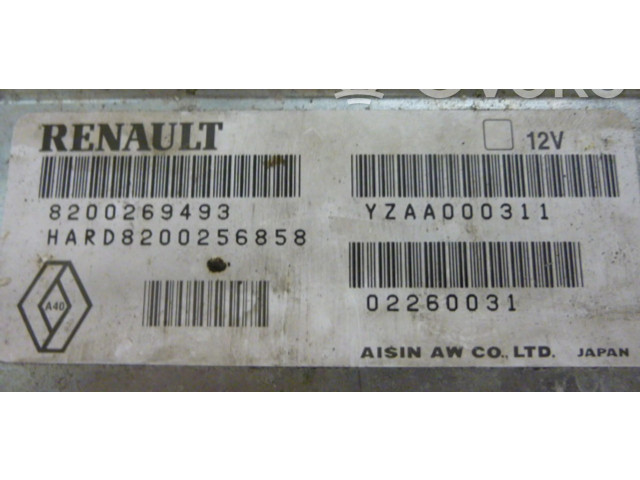 RENAULT
12V
8200269493
YZAA000311
HARD8200256858
A40
02260031
AISIN AW CO., LTD. JAPAN